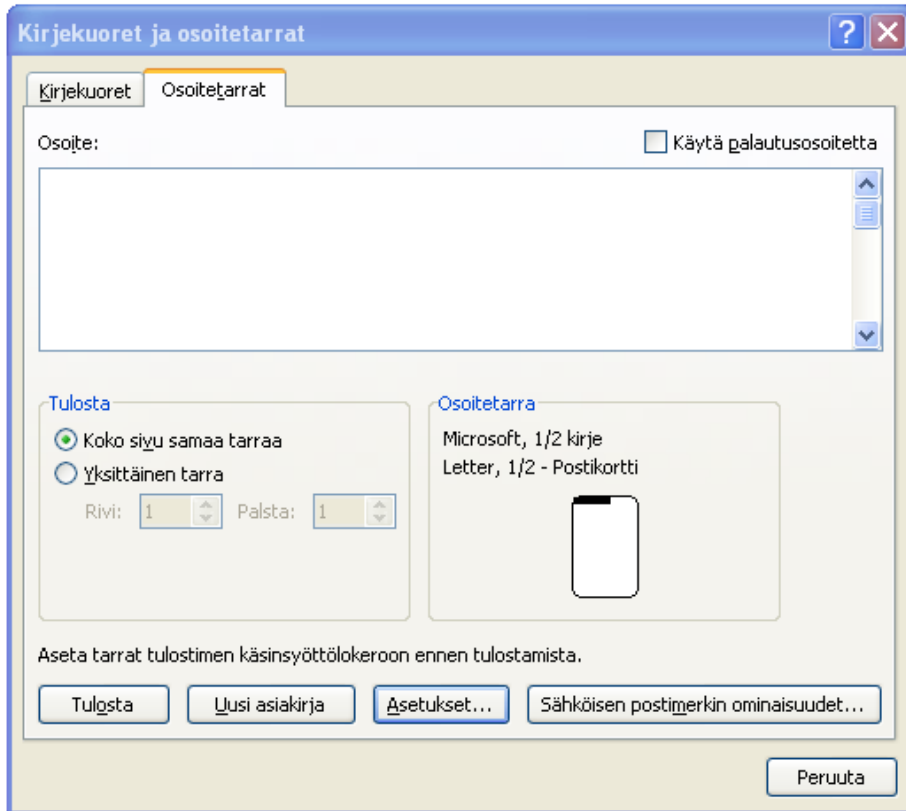 Kirjekuoret ja osoitetarrat
Kirjekuoret Osoitetarrat
Osoite: Käytä palautusosoitetta
Tulosta Osoitetarra
Koko sivu samaa tarraa Microsoft, 1/2 kirje
Yksittäinen tarra Letter, 1/2 - Postikortti
Rivi: 1 Palsta: 1
Aseta tarrat tulostimen käsinsyöttölokeroon ennen tulostamista.
Tulosta Uusi asiakirja Asetukset... Sähköisen postimerkin ominaisuudet...
Peruuta